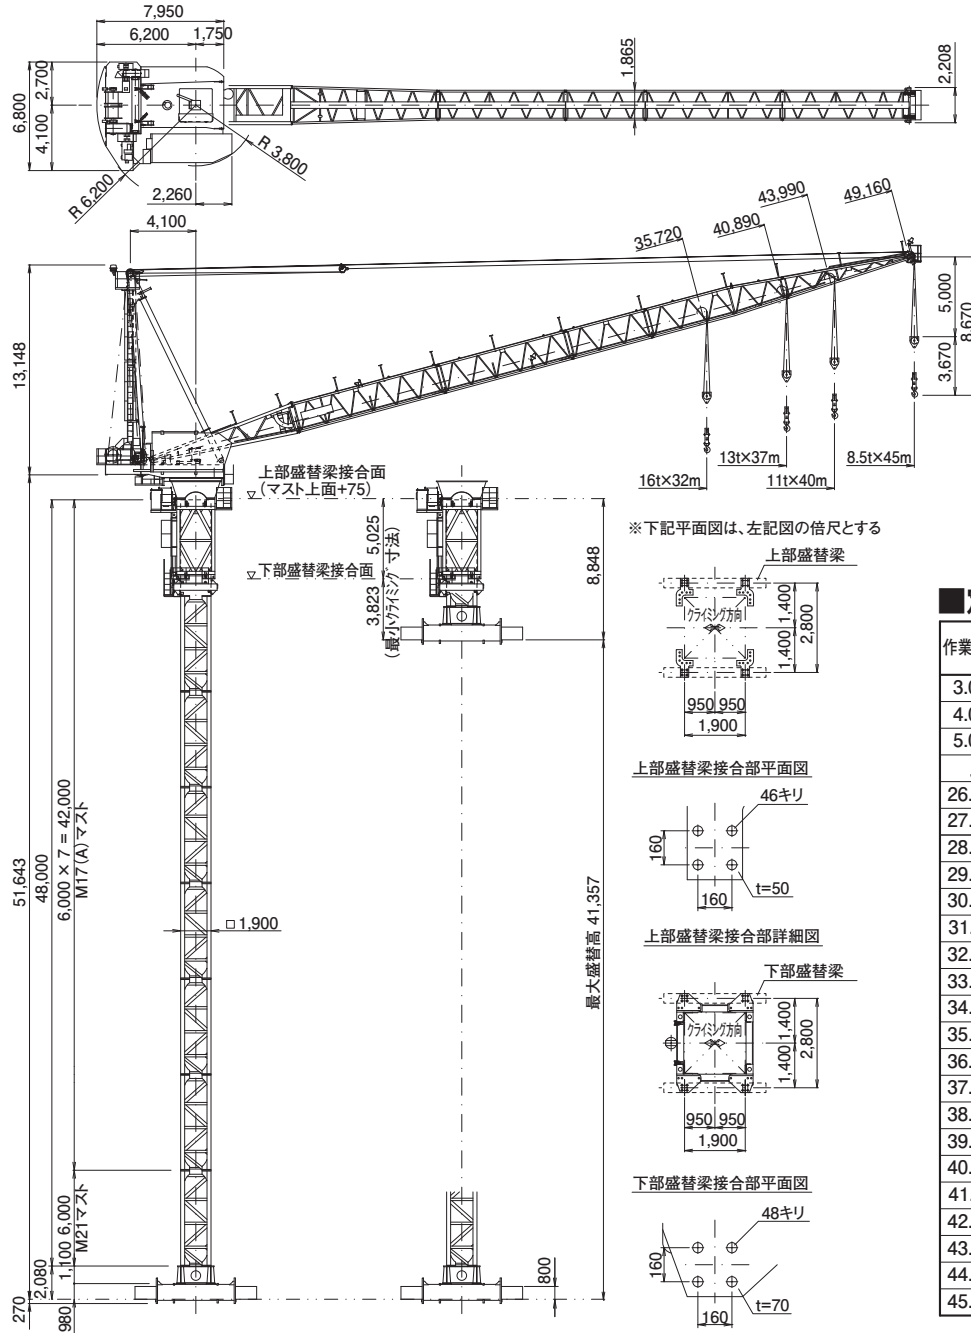 7,950
6,200
1,750
6,800
2,700
4,100
R 6,200
R 3,800
2,260
1,865
2,208
4,100
13,148
35,720
40,890
43,990
49,160
5,000
3,670
8,670
16t×32m
13t×37m
11t×40m
8.5t×45m
上部盛替梁接合面
(マスト上面+75)
下部盛替梁接合面
5,025
3,823
(最小クライミング寸法)
8,848
最大盛替高 41,357
51,643
48,000
6,000 × 7 = 42,000
M17(A)マスト
□1,900
6,000
M21マスト
1,100
2,080
270
980
800
※下記平面図は、左記図の倍尺とする
上部盛替梁
クライミング方向
1,400
1,400
2,800
950
950
1,900
上部盛替梁接合部平面図
46キリ
160
160
t=50
上部盛替梁接合部詳細図
下部盛替梁
クライミング方向
1,400
1,400
2,800
950
950
1,900
下部盛替梁接合部平面図
48キリ
160
160
t=70
作業
3.0
4.0
5.0
26.
27.
28.
29.
30.
31.
32.
33.
34.
35.
36.
37.
38.
39.
40.
41.
42.
43.
44.
45.